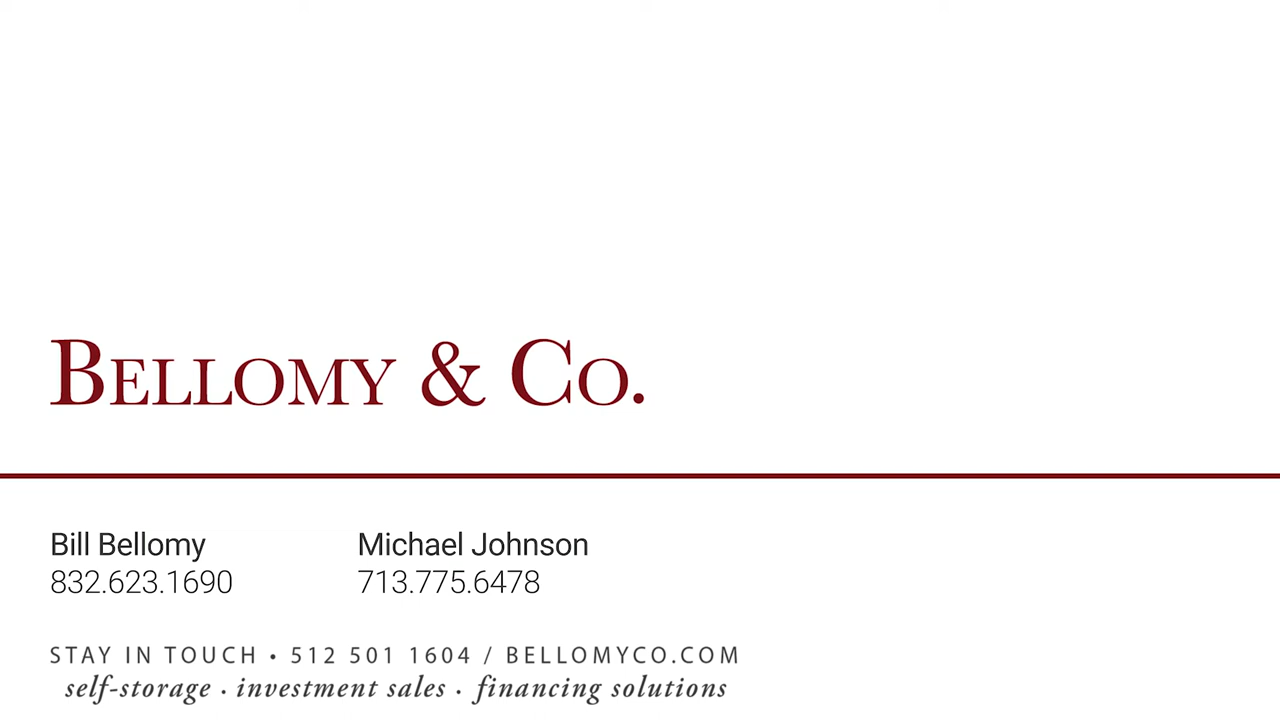 BELLOMY & CO.
Bill Bellomy
832.623.1690
Michael Johnson
713.775.6478
STAY IN TOUCH • 512 501 1604 / BELLOMYCO.COM
self-storage · investment sales · financing solutions